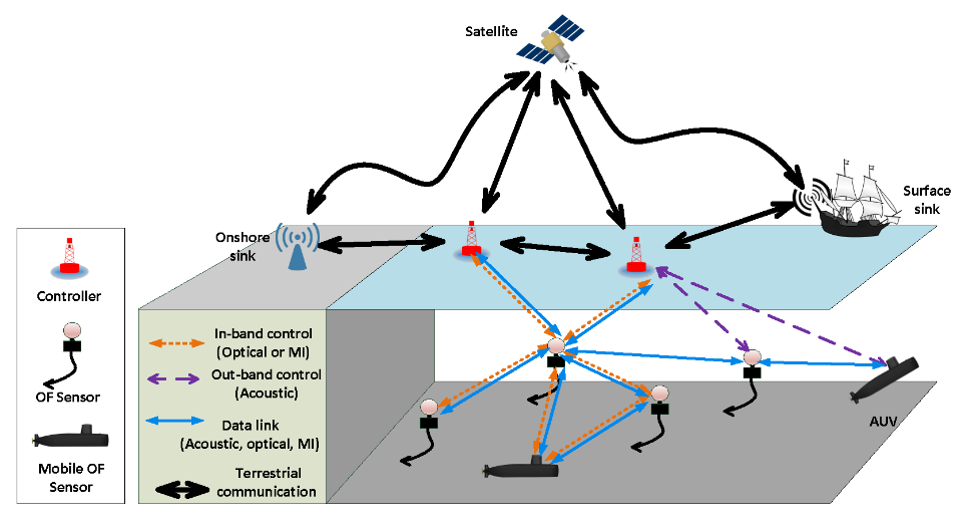 Satellite
Surface
sink
Onshore
sink
Controller
OF Sensor
Mobile OF
Sensor
In-band control
(Optical or MI)
Out-band control
(Acoustic)
Data link
(Acoustic, optical, MI)
Terrestrial
communication
AUV